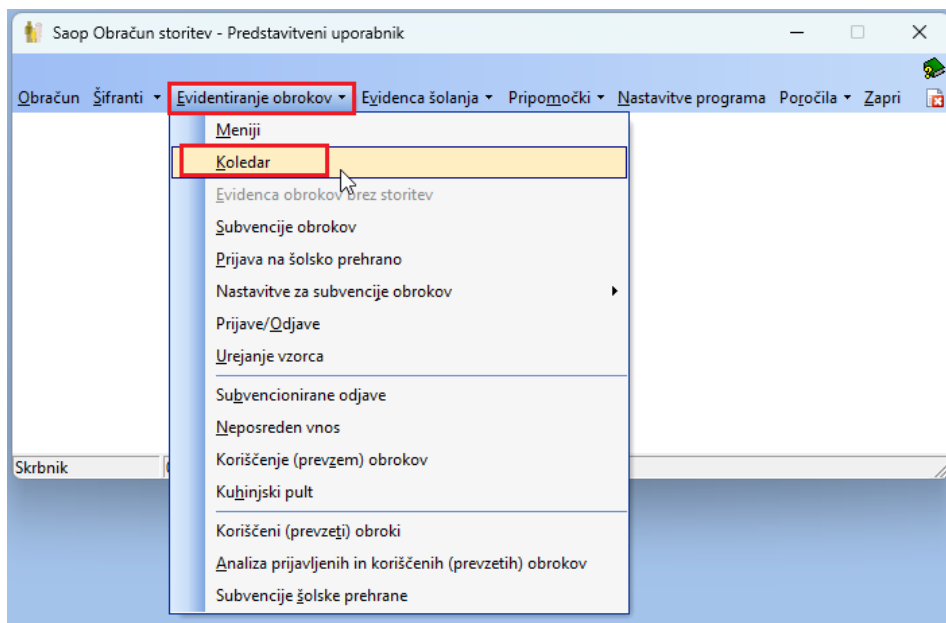 Saop Obračun storitev - Predstavitveni uporabnik
Obračun Šifranti Evidentiranje obrokov Evidenca šolanja Pripomočki Nastavitve programa Poročila Zapri
Meniji
Koledar
Evidenca obrokov brez storitev
Subvencije obrokov
Prijava na šolsko prehrano
Nastavitve za subvencije obrokov
Prijave/Odjave
Urejanje vzorca
Subvencionirane odjave
Neposreden vnos
Koriščenje (prevzem) obrokov
Skrbnik
Kuhinjski pult
Koriščeni (prevzeti) obroki
Analiza prijavljenih in koriščenih (prevzetih) obrokov
Subvencije šolske prehrane